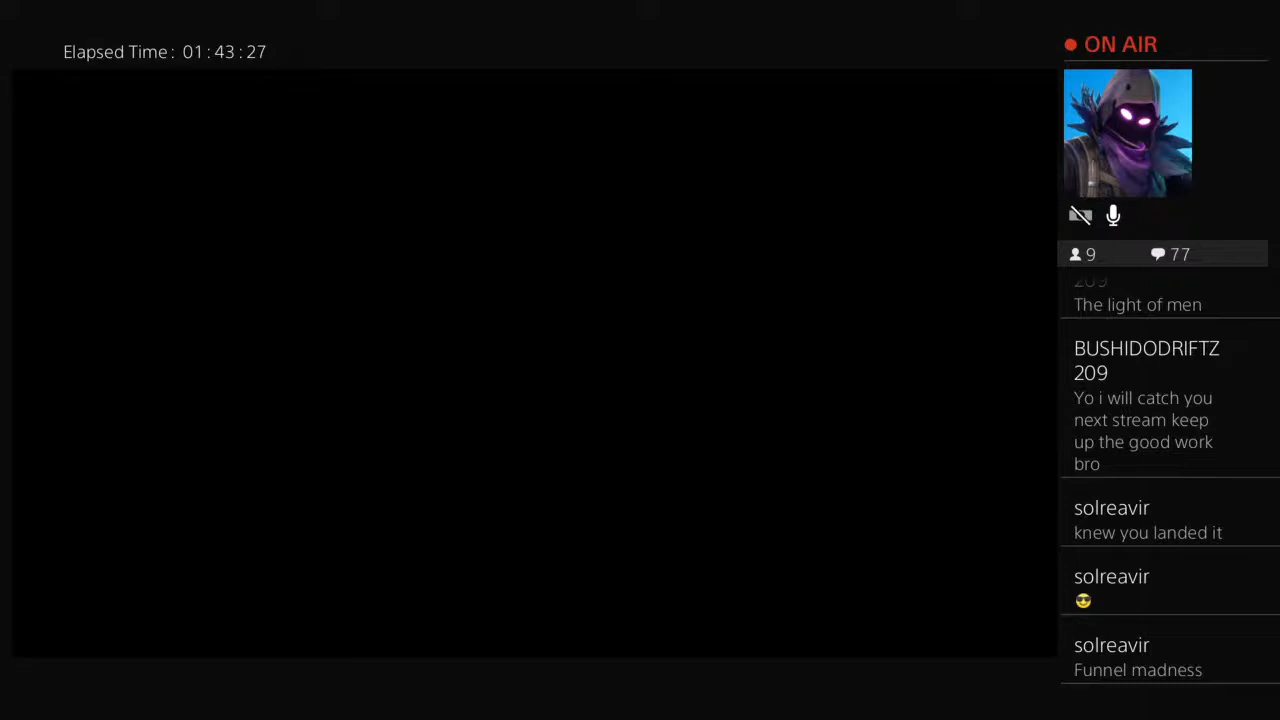 Elapsed Time: 01:43:27
ON AIR
9 77
209
The light of men
BUSHIDODRIFTZ
209
Yo i will catch you
next stream keep
up the good work
bro
solreavir
knew you landed it
solreavir
😎
solreavir
Funnel madness